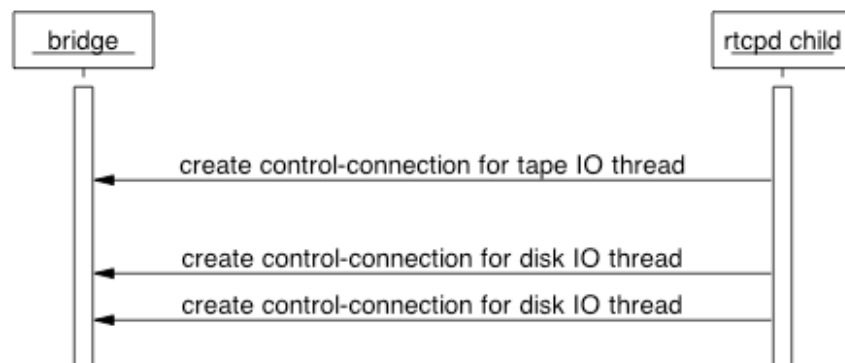 bridge
rtcpd child
create control-connection for tape IO thread
create control-connection for disk IO thread
create control-connection for disk IO thread